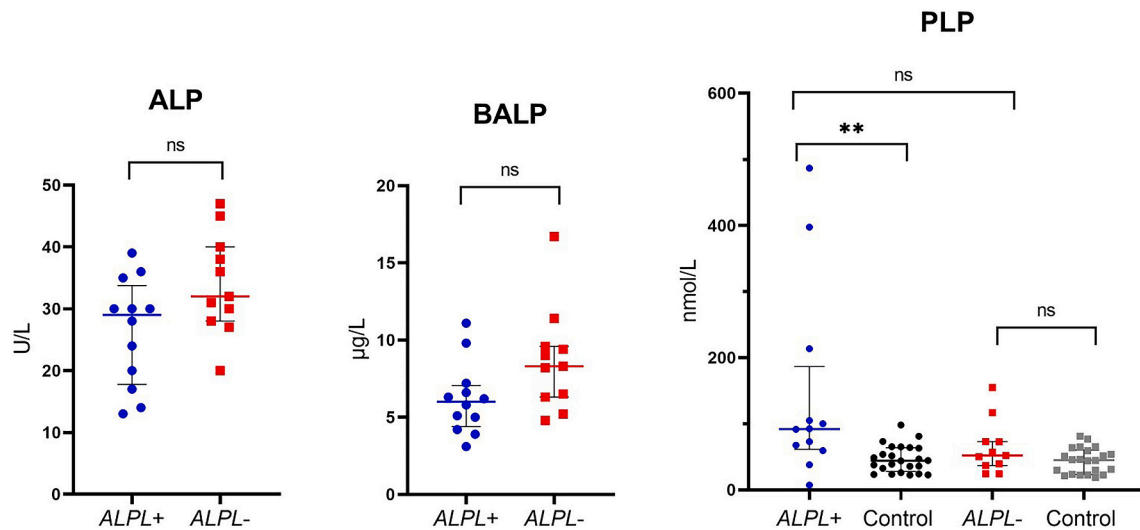 ALP
ns
50
40
30
20
10
0
U/L
ALPL+ ALPL-
BALP
ns
20
15
10
5
0
µg/L
ALPL+ ALPL-
PLP
ns
**
ns
600
400
200
0
nmol/L
ALPL+ Control ALPL- Control